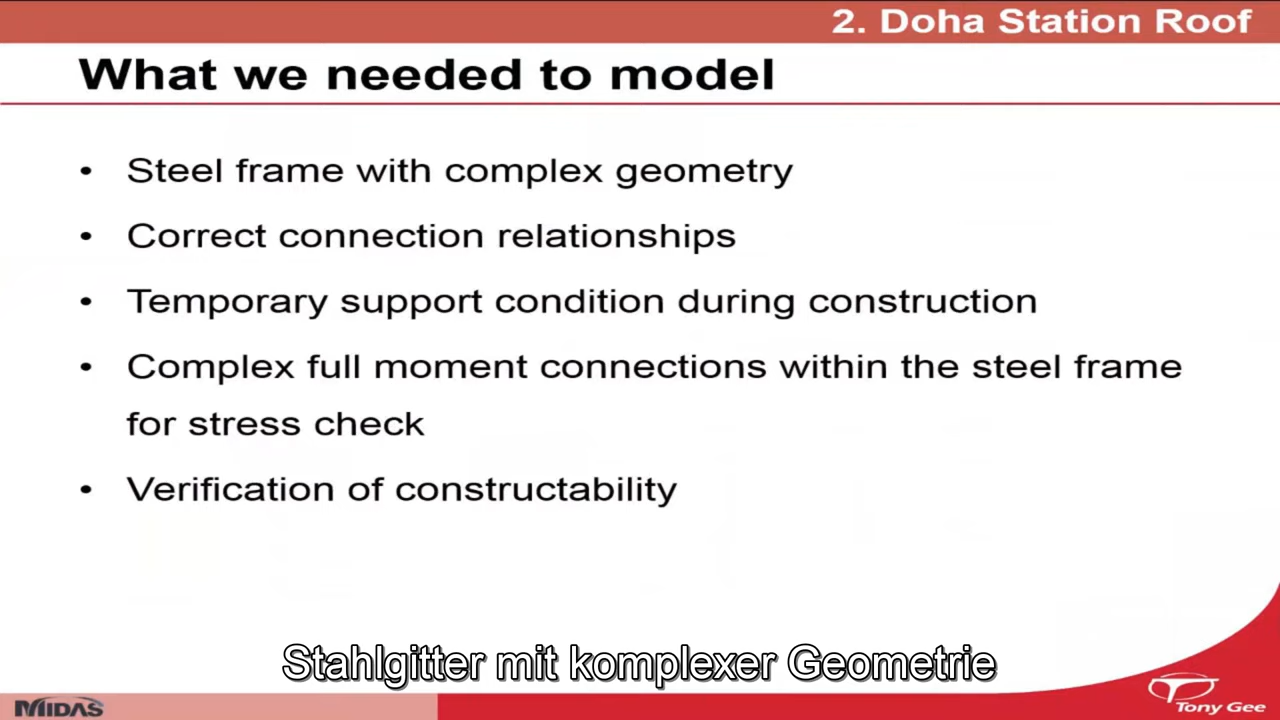 2. Doha Station Roof
What we needed to model
• Steel frame with complex geometry
• Correct connection relationships
• Temporary support condition during construction
• Complex full moment connections within the steel frame
for stress check
• Verification of constructability
Stahlgitter mit komplexer Geometrie
MIDAS
Tony Gee